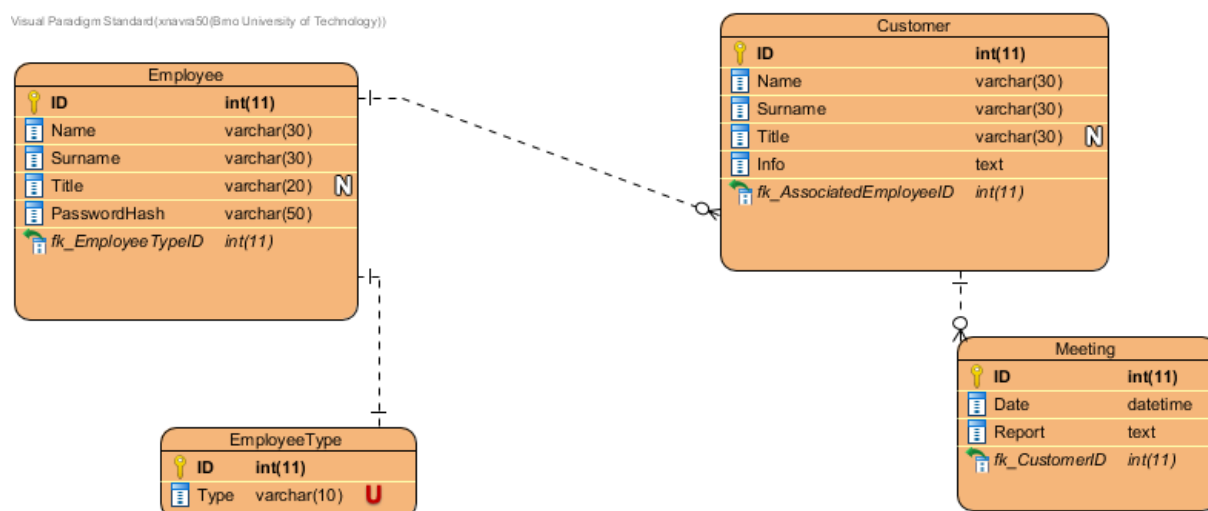 Visual Paradigm Standard(xnavra50(Brno University of Technology))
Employee
ID int(11)
Name varchar(30)
Surname varchar(30)
Title varchar(20) N
PasswordHash varchar(50)
fk_EmployeeTypeID int(11)
Customer
ID int(11)
Name varchar(30)
Surname varchar(30)
Title varchar(30) N
Info text
fk_AssociatedEmployeeID int(11)
EmployeeType
ID int(11)
Type varchar(10) U
Meeting
ID int(11)
Date datetime
Report text
fk_CustomerID int(11)